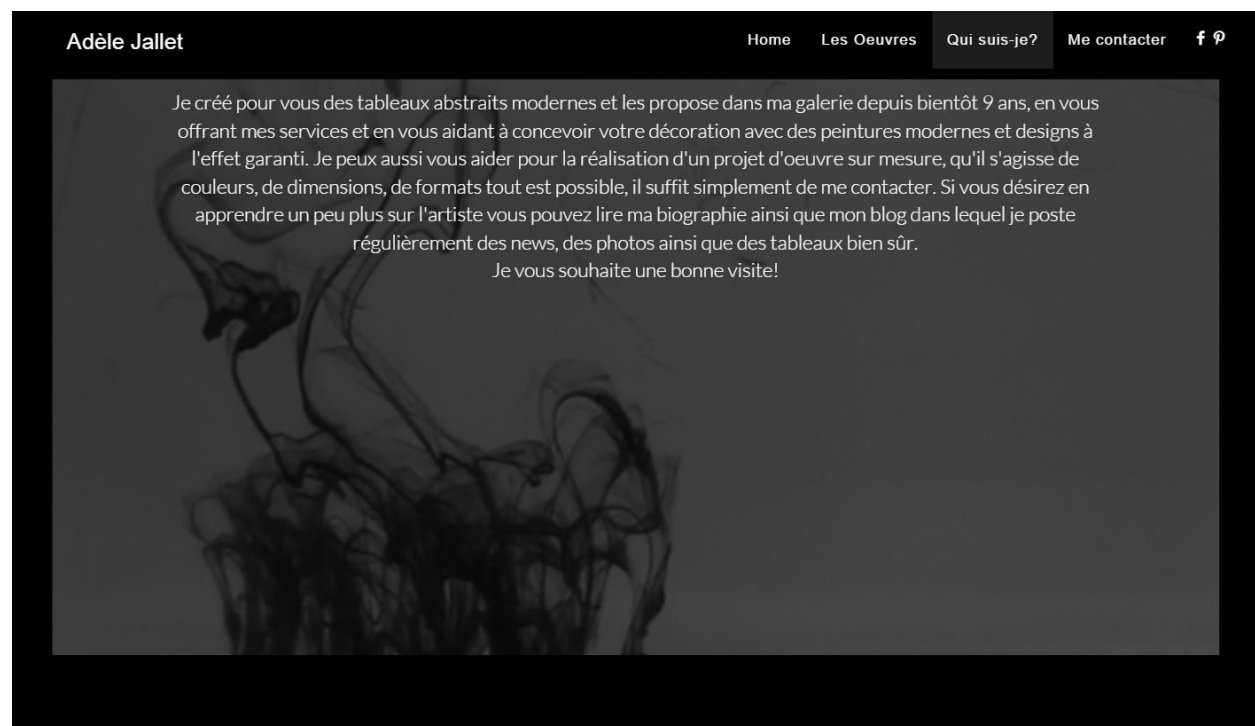 Adèle Jallet
Home Les Oeuvres Qui suis-je? Me contacter
Je créé pour vous des tableaux abstraits modernes et les propose dans ma galerie depuis bientôt 9 ans, en vous
offrant mes services et en vous aidant à concevoir votre décoration avec des peintures modernes et designs à
l'effet garanti. Je peux aussi vous aider pour la réalisation d'un projet d'oeuvre sur mesure, qu'il s'agisse de
couleurs, de dimensions, de formats tout est possible, il suffit simplement de me contacter. Si vous désirez en
apprendre un peu plus sur l'artiste vous pouvez lire ma biographie ainsi que mon blog dans lequel je poste
régulièrement des news, des photos ainsi que des tableaux bien sûr.
Je vous souhaite une bonne visite!